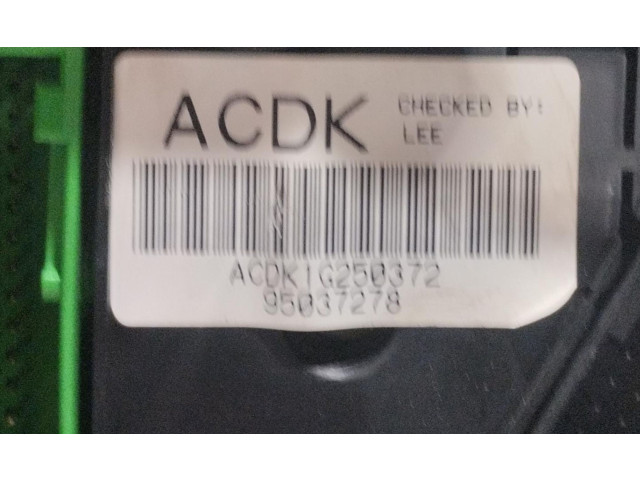 ACDK
CHECKED BY:
LEE
ACDK1G250372
95037278